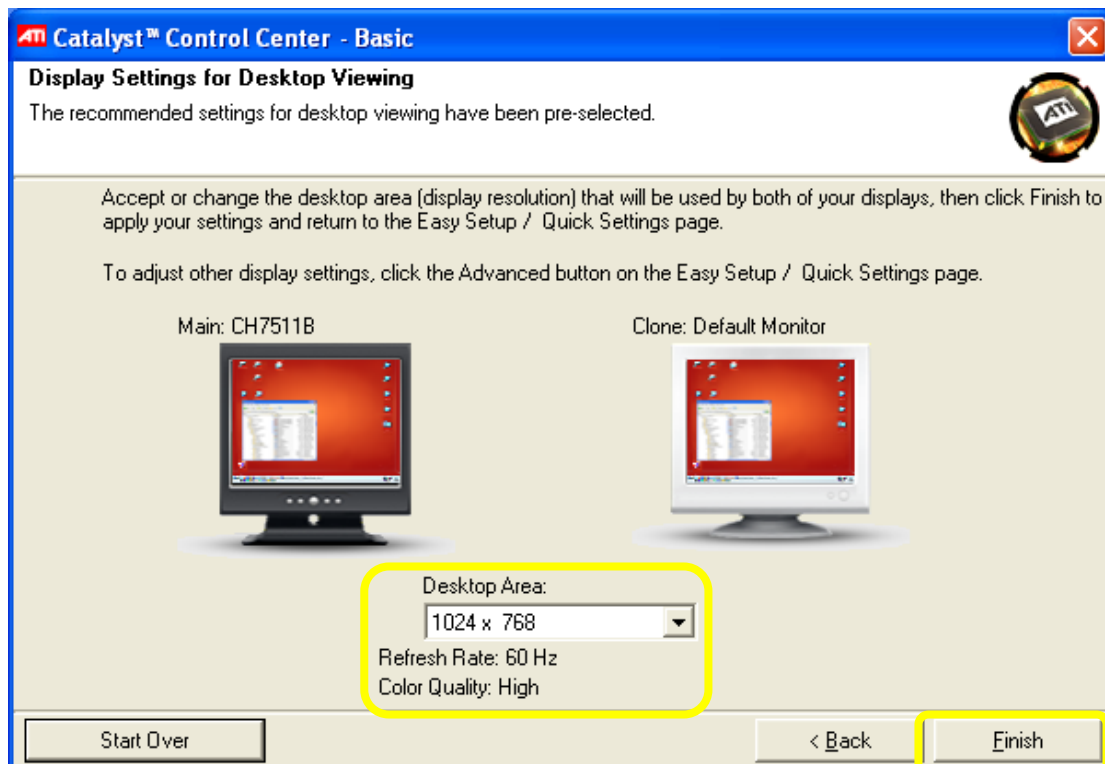 ATI Catalyst™ Control Center - Basic
Display Settings for Desktop Viewing
The recommended settings for desktop viewing have been pre-selected.
ATI
Accept or change the desktop area (display resolution) that will be used by both of your displays, then click Finish to
apply your settings and return to the Easy Setup / Quick Settings page.
To adjust other display settings, click the Advanced button on the Easy Setup / Quick Settings page.
Main: CH7511B
Clone: Default Monitor
Desktop Area:
1024 x 768
Refresh Rate: 60 Hz
Color Quality: High
Start Over
< Back
Finish